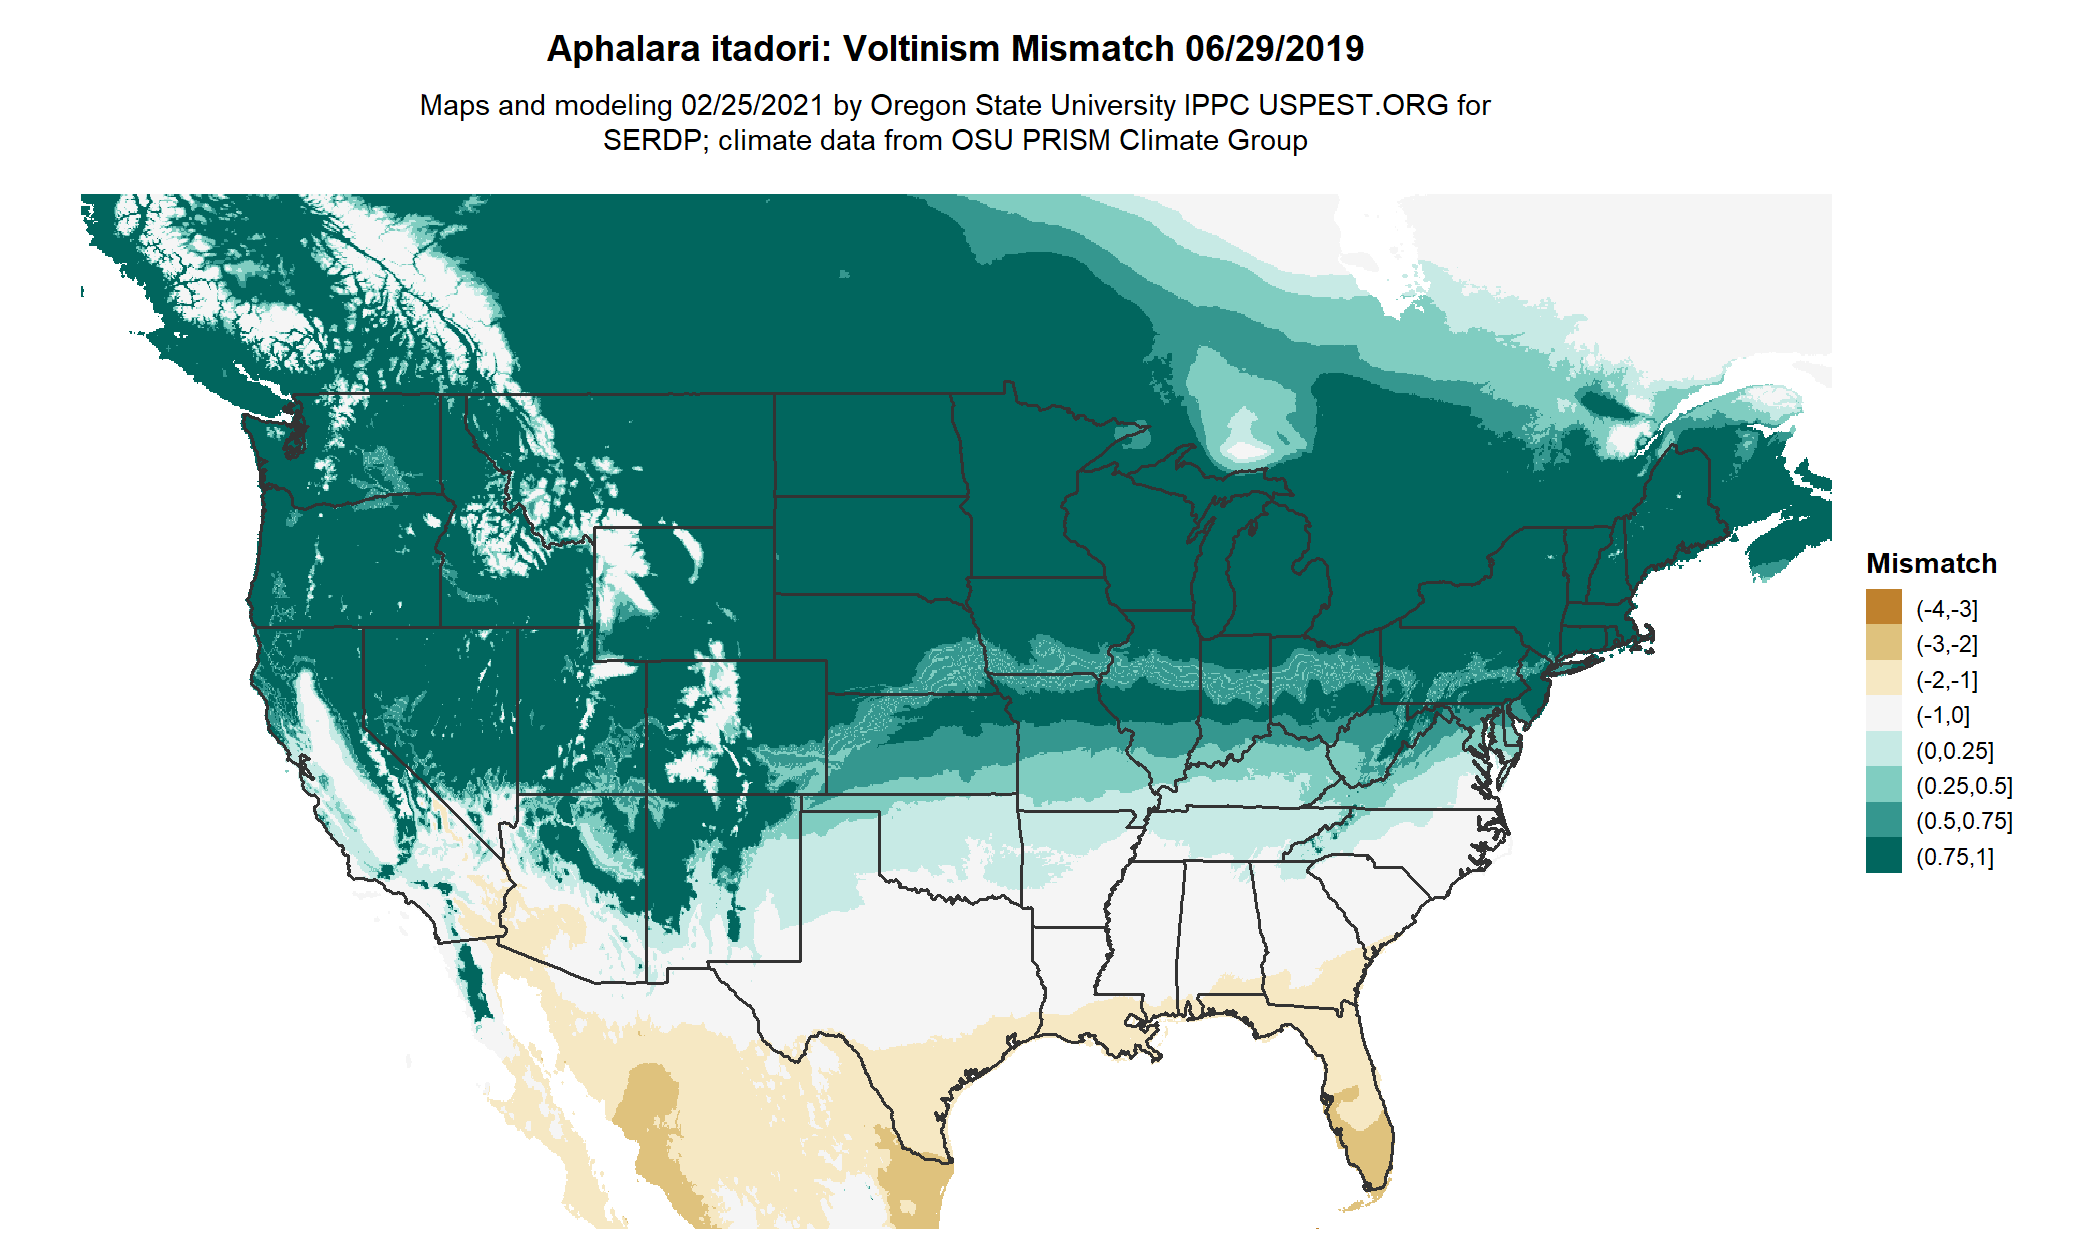 Aphalara itadori: Voltinism Mismatch 06/29/2019
Maps and modeling 02/25/2021 by Oregon State University IPPC USPEST.ORG for
SERDP; climate data from OSU PRISM Climate Group
Mismatch
(-4,-3]
(-3,-2]
(-2,-1]
(-1,0]
(0,0.25]
(0.25,0.5]
(0.5,0.75]
(0.75,1]